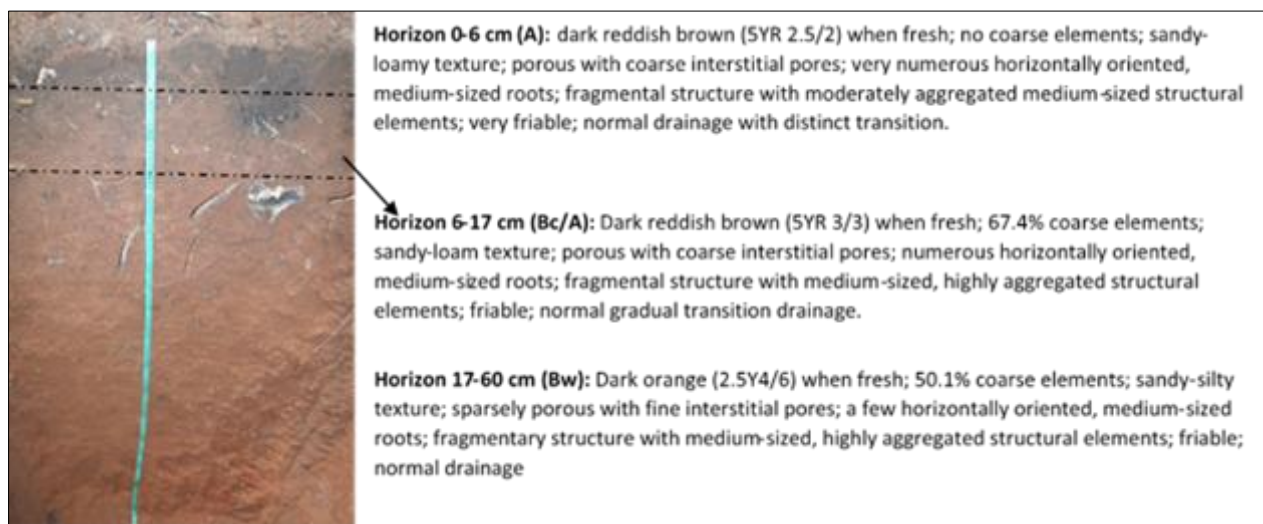 Horizon 0-6 cm (A): dark reddish brown (5YR 2.5/2) when fresh; no coarse elements; sandy-
loamy texture; porous with coarse interstitial pores; very numerous horizontally oriented,
medium-sized roots; fragmental structure with moderately aggregated medium-sized structural
elements; very friable; normal drainage with distinct transition.
Horizon 6-17 cm (Bc/A): Dark reddish brown (5YR 3/3) when fresh; 67.4% coarse elements;
sandy-loam texture; porous with coarse interstitial pores; numerous horizontally oriented,
medium-sized roots; fragmental structure with medium-sized, highly aggregated structural
elements; friable; normal gradual transition drainage.
Horizon 17-60 cm (Bw): Dark orange (2.5Y4/6) when fresh; 50.1% coarse elements; sandy-silty
texture; sparsely porous with fine interstitial pores; a few horizontally oriented, medium-sized
roots; fragmentary structure with medium-sized, highly aggregated structural elements; friable;
normal drainage